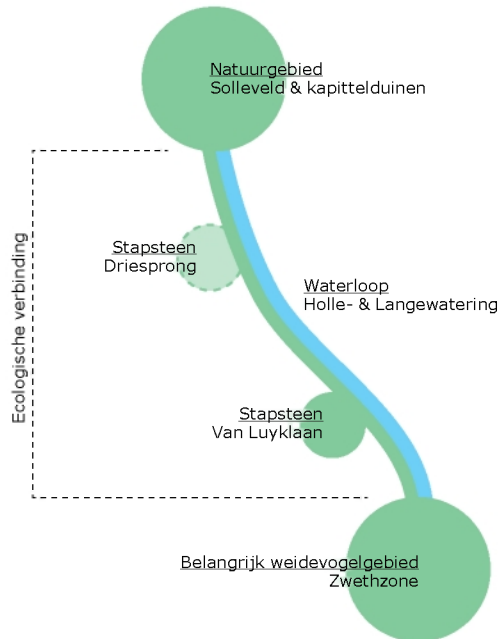 Natuurgebied
Solleveld & kapittelduinen
Ecologische verbinding
Stapsteen
Driesprong
Waterloop
Holle- & Langewatering
Stapsteen
Van Luyklaan
Belangrijk weidevogelgebied
Zwethzone